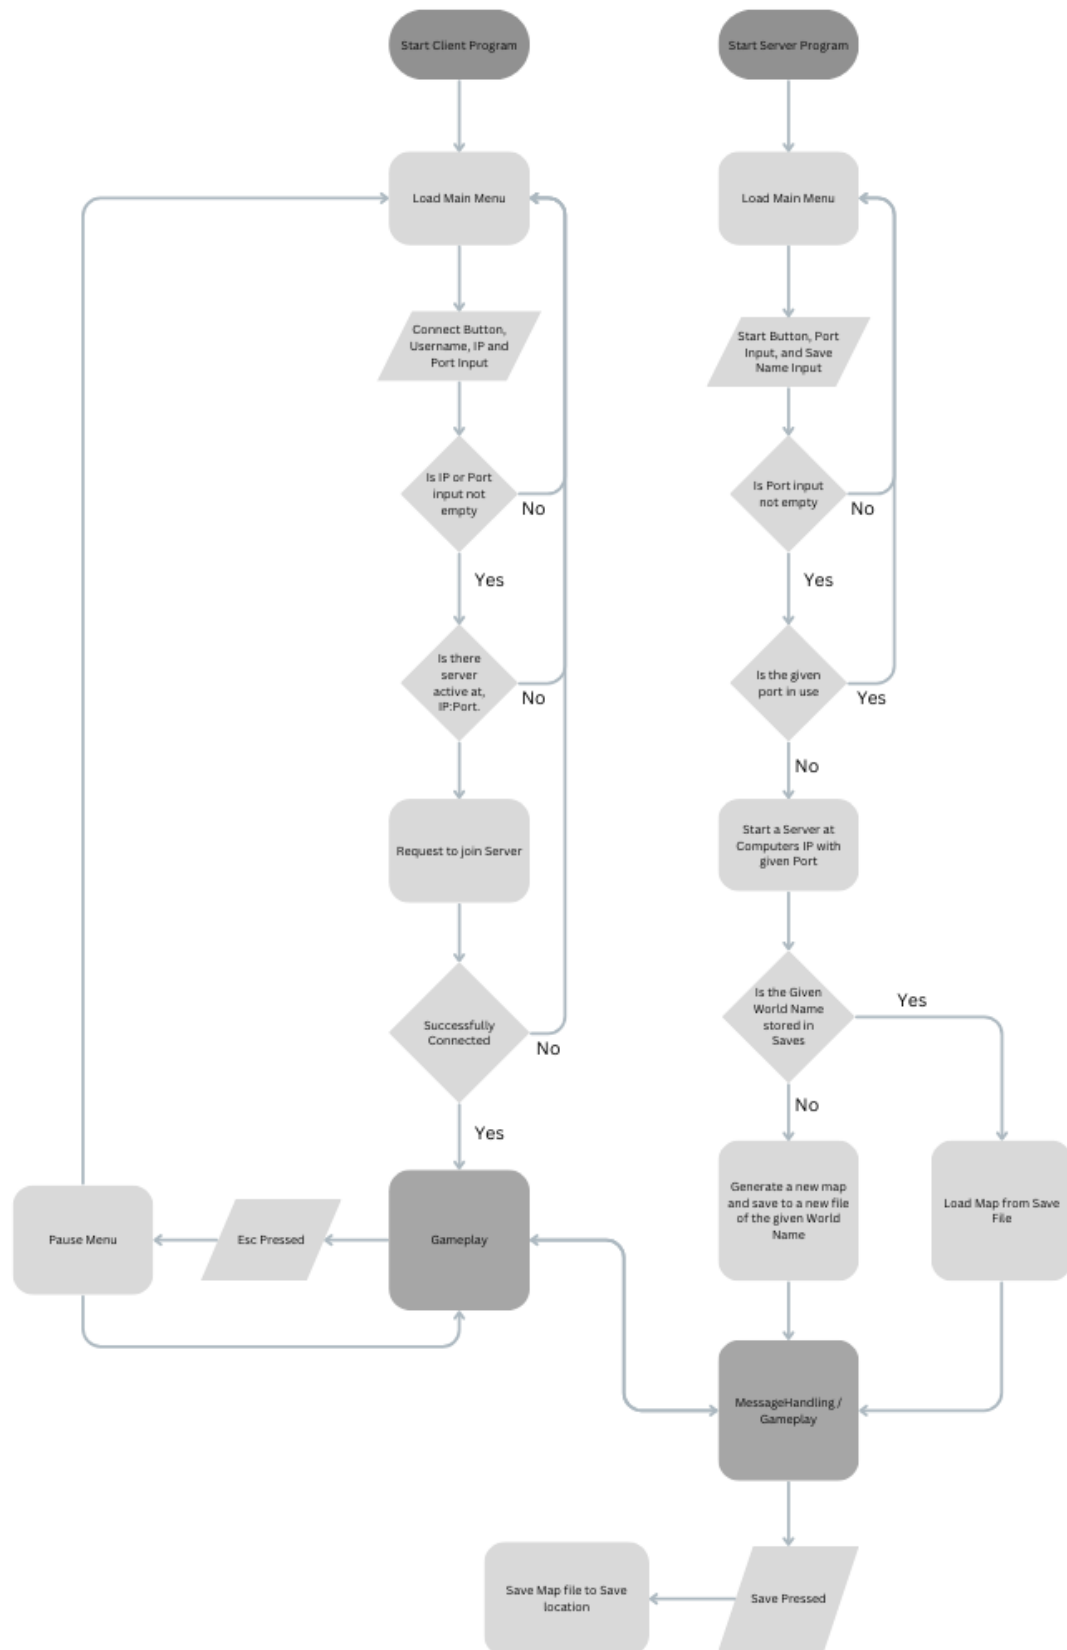 Start Client Program
Start Server Program
Load Main Menu
Load Main Menu
Connect Button,
Username, IP and
Port Input
Start Button, Port
Input, and Save
Name Input
Is IP or Port
input not
empty
No
Is Port input
not empty
No
Yes
Yes
Is there
server
active at,
IP:Port.
No
Is the given
port in use
Yes
No
Request to join Server
Start a Server at
Computers IP with
given Port
Successfully
Connected
No
Is the Given
World Name
stored in
Saves
Yes
No
Yes
Pause Menu
Esc Pressed
Gameplay
Generate a new map
and save to a new file
of the given World
Name
Load Map from Save
File
MessageHandling /
Gameplay
Save Map file to Save
location
Save Pressed